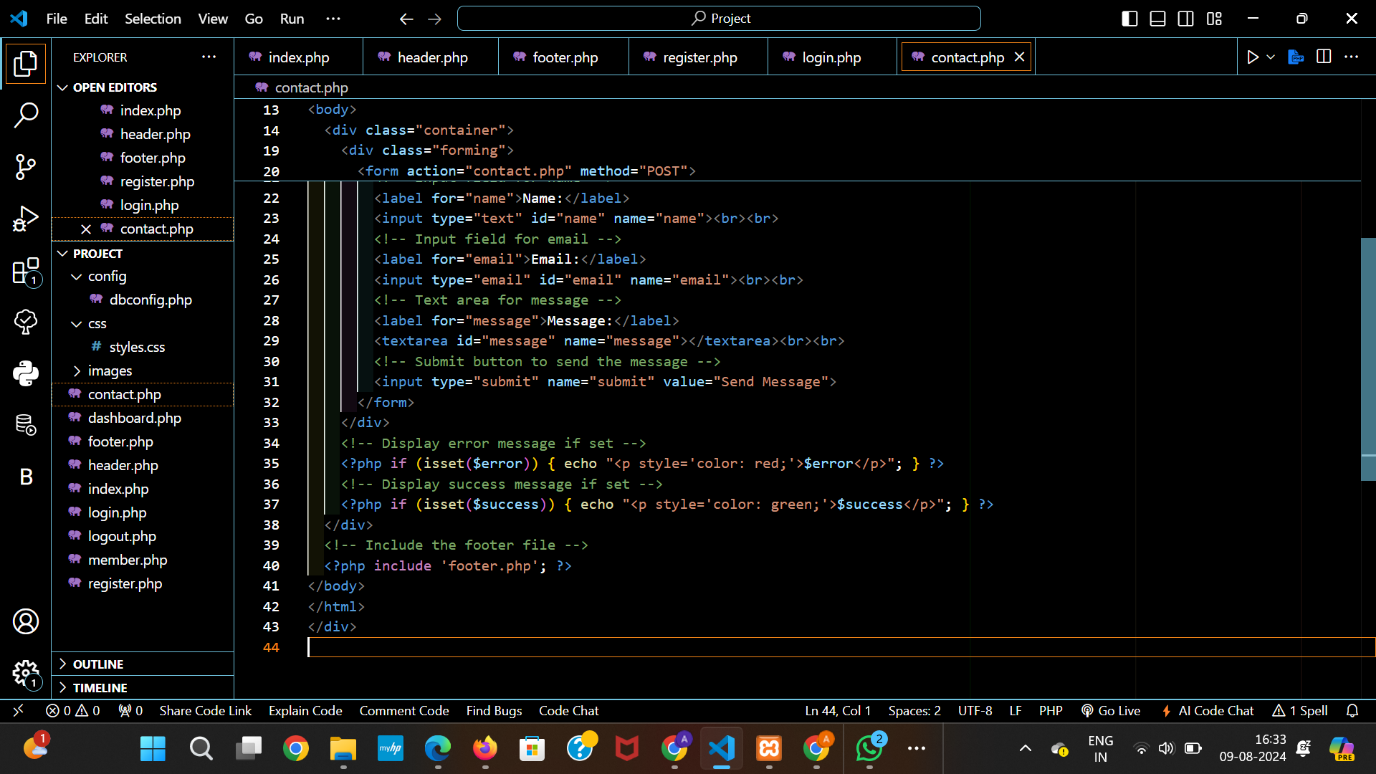 File Edit Selection View Go Run ··· Project
EXPLORER
OPEN EDITORS
index.php
header.php
footer.php
register.php
login.php
contact.php
PROJECT
config
dbconfig.php
css
styles.css
images
contact.php
dashboard.php
footer.php
header.php
index.php
login.php
logout.php
member.php
register.php
OUTLINE
TIMELINE
1
B
1
index.php header.php footer.php register.php login.php contact.php
contact.php
13 <body>
14 <div class="container">
19 <div class="forming">
20 <form action="contact.php" method="POST">
22 <label for="name">Name:</label>
23 <input type="text" id="name" name="name"><br><br>
24 <!-- Input field for email -->
25 <label for="email">Email:</label>
26 <input type="email" id="email" name="email"><br><br>
27 <!-- Text area for message -->
28 <label for="message">Message:</label>
29 <textarea id="message" name="message"></textarea><br><br>
30 <!-- Submit button to send the message -->
31 <input type="submit" name="submit" value="Send Message">
32 </form>
33 </div>
34 <!-- Display error message if set -->
35 <?php if (isset($error)) { echo "<p style='color: red;'>$error</p>"; } ?>
36 <!-- Display success message if set -->
37 <?php if (isset($success)) { echo "<p style='color: green;'>$success</p>"; } ?>
38 </div>
39 <!-- Include the footer file -->
40 <?php include 'footer.php'; ?>
41 </body>
42 </html>
43 </div>
44
0 0 0 Share Code Link Explain Code Comment Code Find Bugs Code Chat Ln 44, Col 1 Spaces: 2 UTF-8 LF PHP Go Live AI Code Chat 1 Spell
1 myhp A A 2 ENG 16:33 PRE
IN 09-08-2024